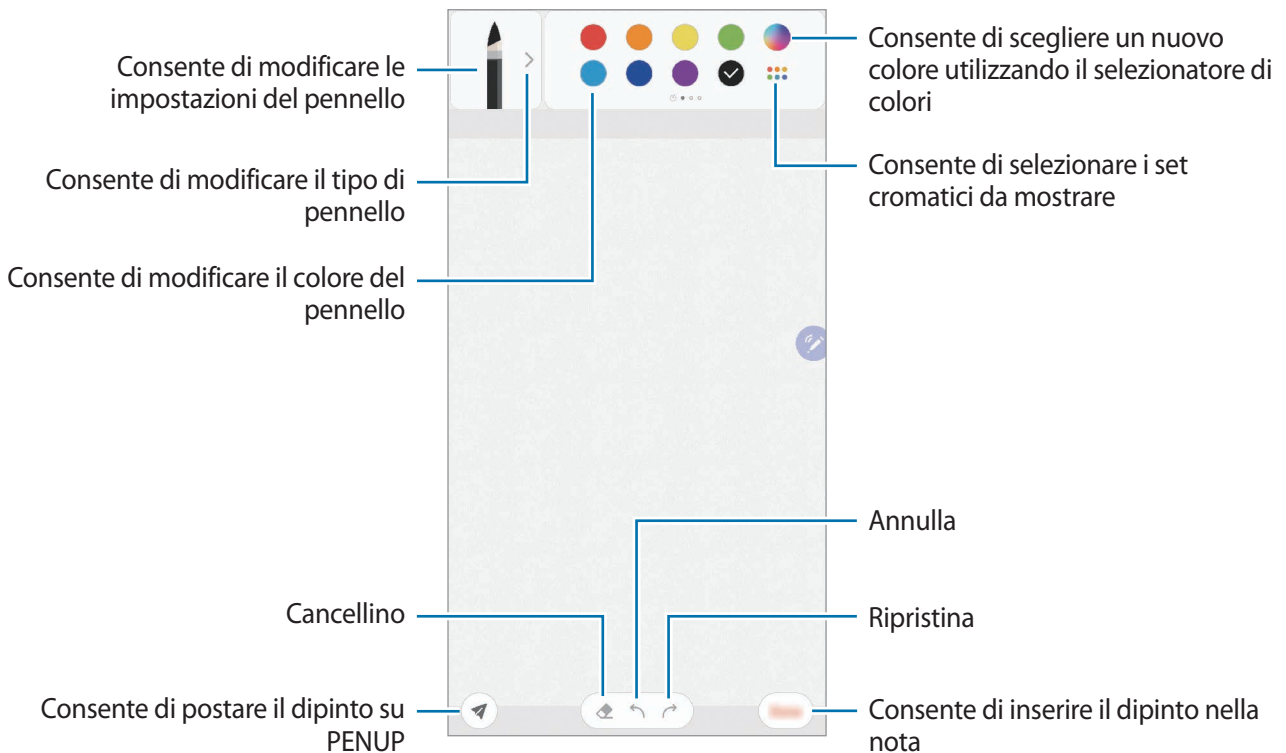 Consente di modificare le
impostazioni del pennello
Consente di modificare il tipo di
pennello
Consente di modificare il colore del
pennello
Cancellino
Consente di postare il dipinto su
PENUP
Consente di scegliere un nuovo
colore utilizzando il selezionatore di
colori
Consente di selezionare i set
cromatici da mostrare
Annulla
Ripristina
Consente di inserire il dipinto nella
nota